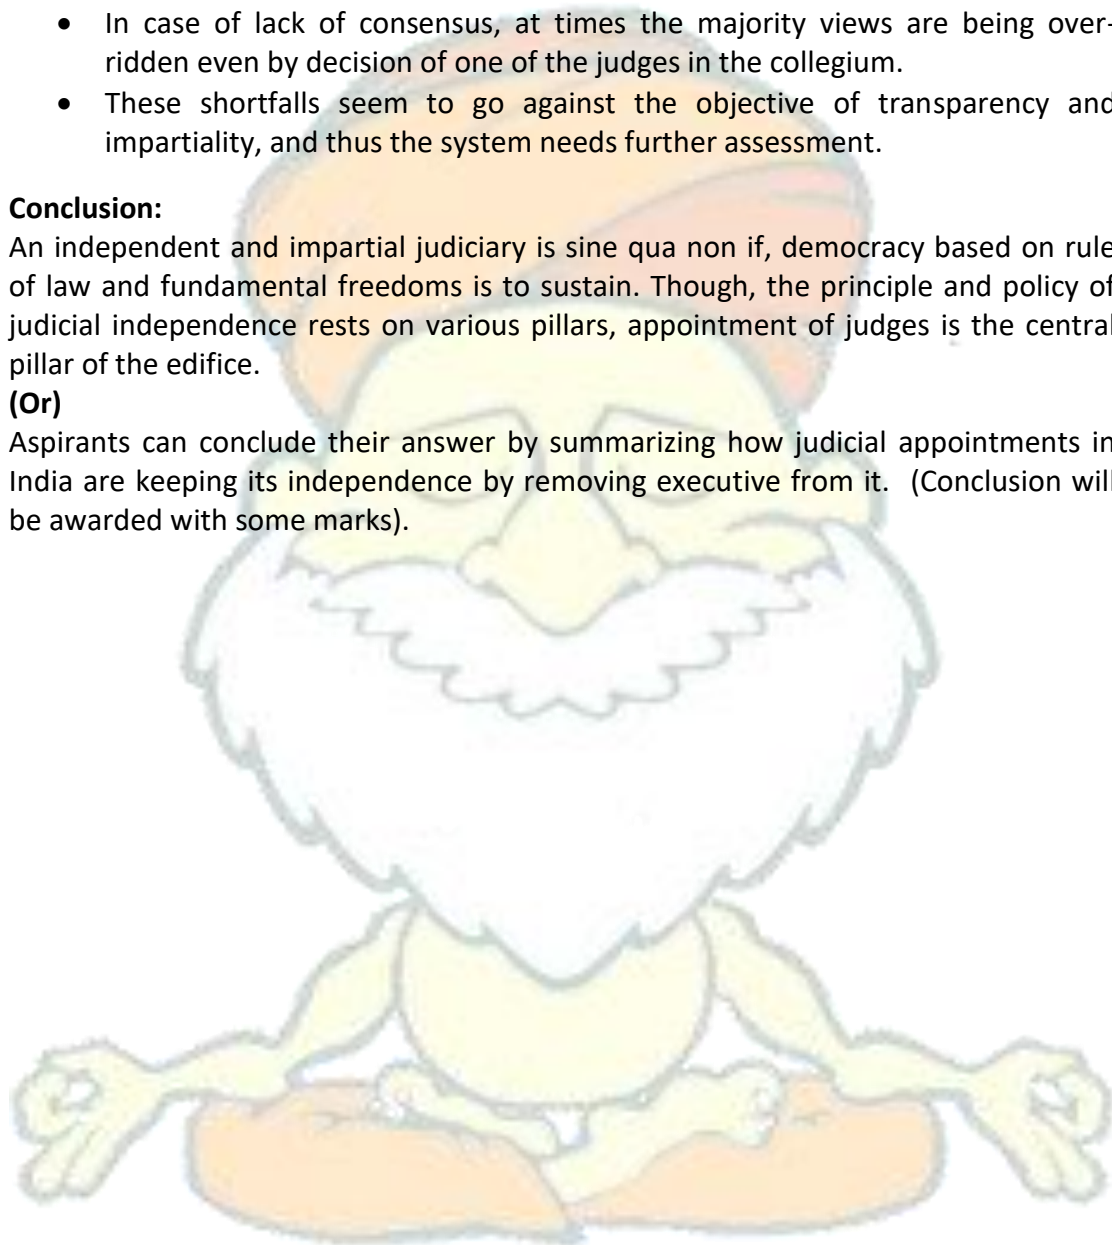 • In case of lack of consensus, at times the majority views are being over-
ridden even by decision of one of the judges in the collegium.
• These shortfalls seem to go against the objective of transparency and
impartiality, and thus the system needs further assessment.
Conclusion:
An independent and impartial judiciary is sine qua non if, democracy based on rule
of law and fundamental freedoms is to sustain. Though, the principle and policy of
judicial independence rests on various pillars, appointment of judges is the central
pillar of the edifice.
(Or)
Aspirants can conclude their answer by summarizing how judicial appointments in
India are keeping its independence by removing executive from it. (Conclusion will
be awarded with some marks).